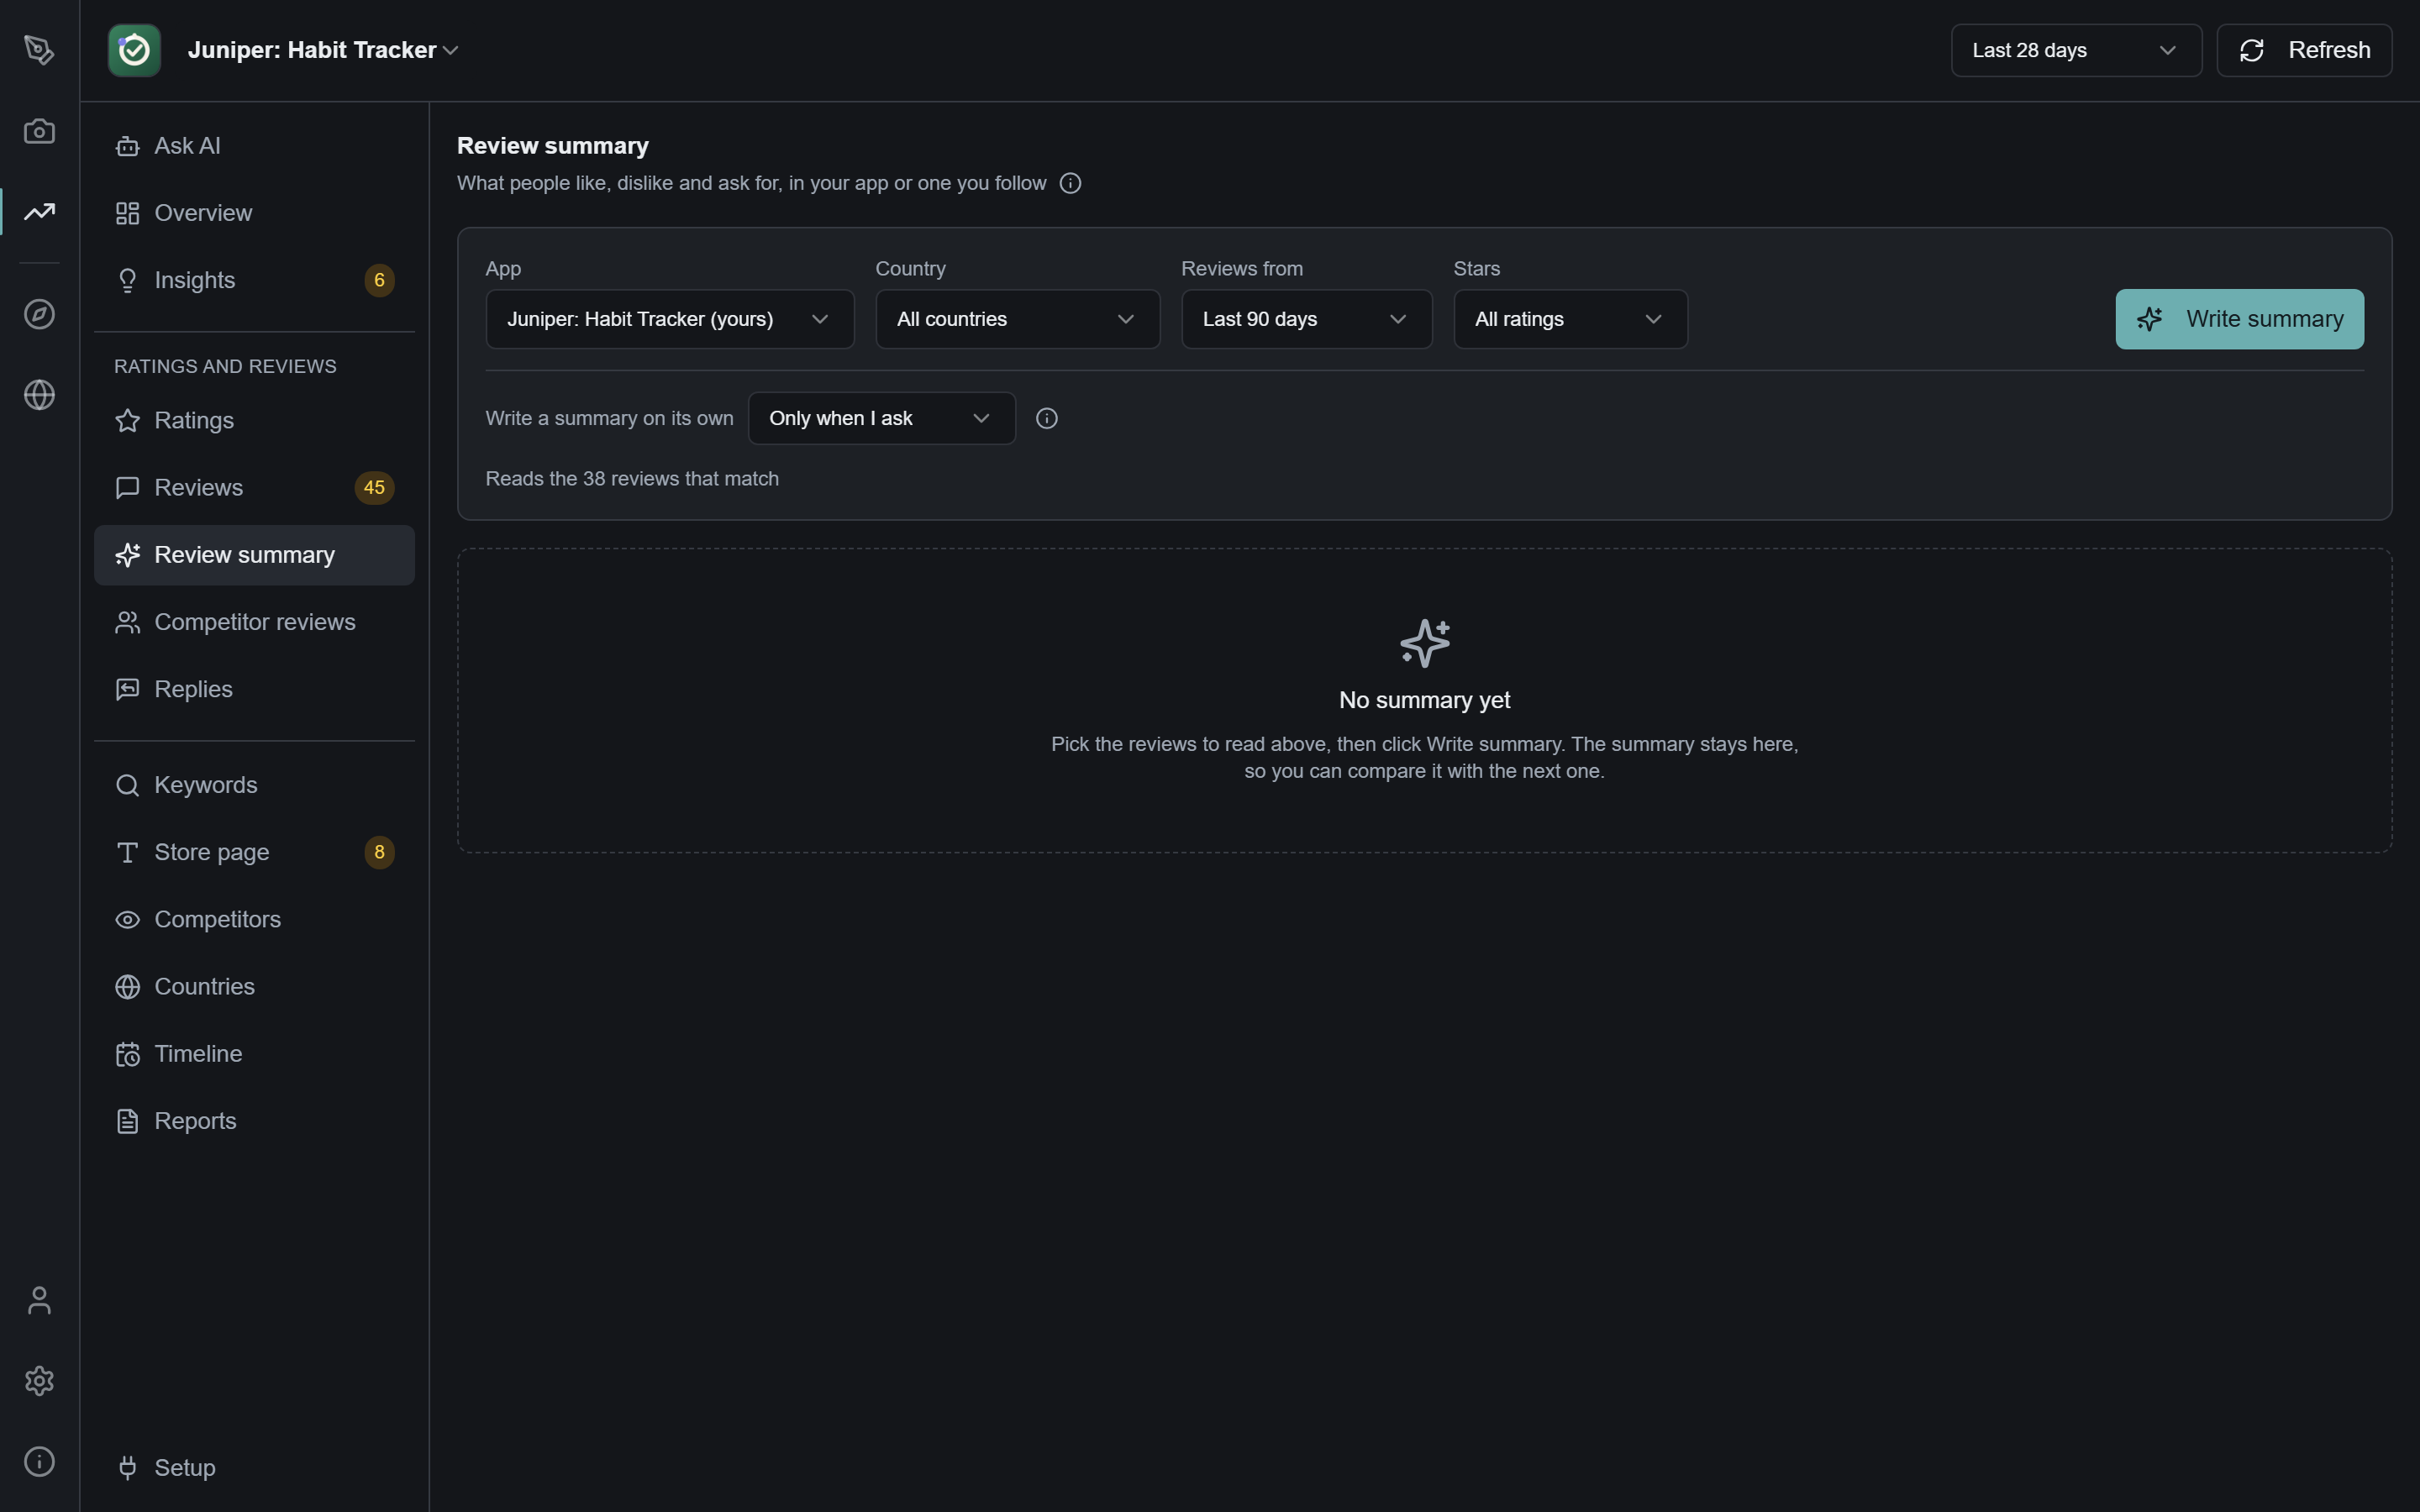 Juniper: Habit Tracker
Last 28 days
Refresh
Ask AI
Overview
Insights
6
RATINGS AND REVIEWS
Ratings
Reviews
45
Review summary
Competitor reviews
Replies
Keywords
Store page
8
Competitors
Countries
Timeline
Reports
Setup
Review summary
What people like, dislike and ask for, in your app or one you follow
App
Country
Reviews from
Stars
Juniper: Habit Tracker (yours)
All countries
Last 90 days
All ratings
Write summary
Write a summary on its own
Only when I ask
Reads the 38 reviews that match
No summary yet
Pick the reviews to read above, then click Write summary. The summary stays here,
so you can compare it with the next one.